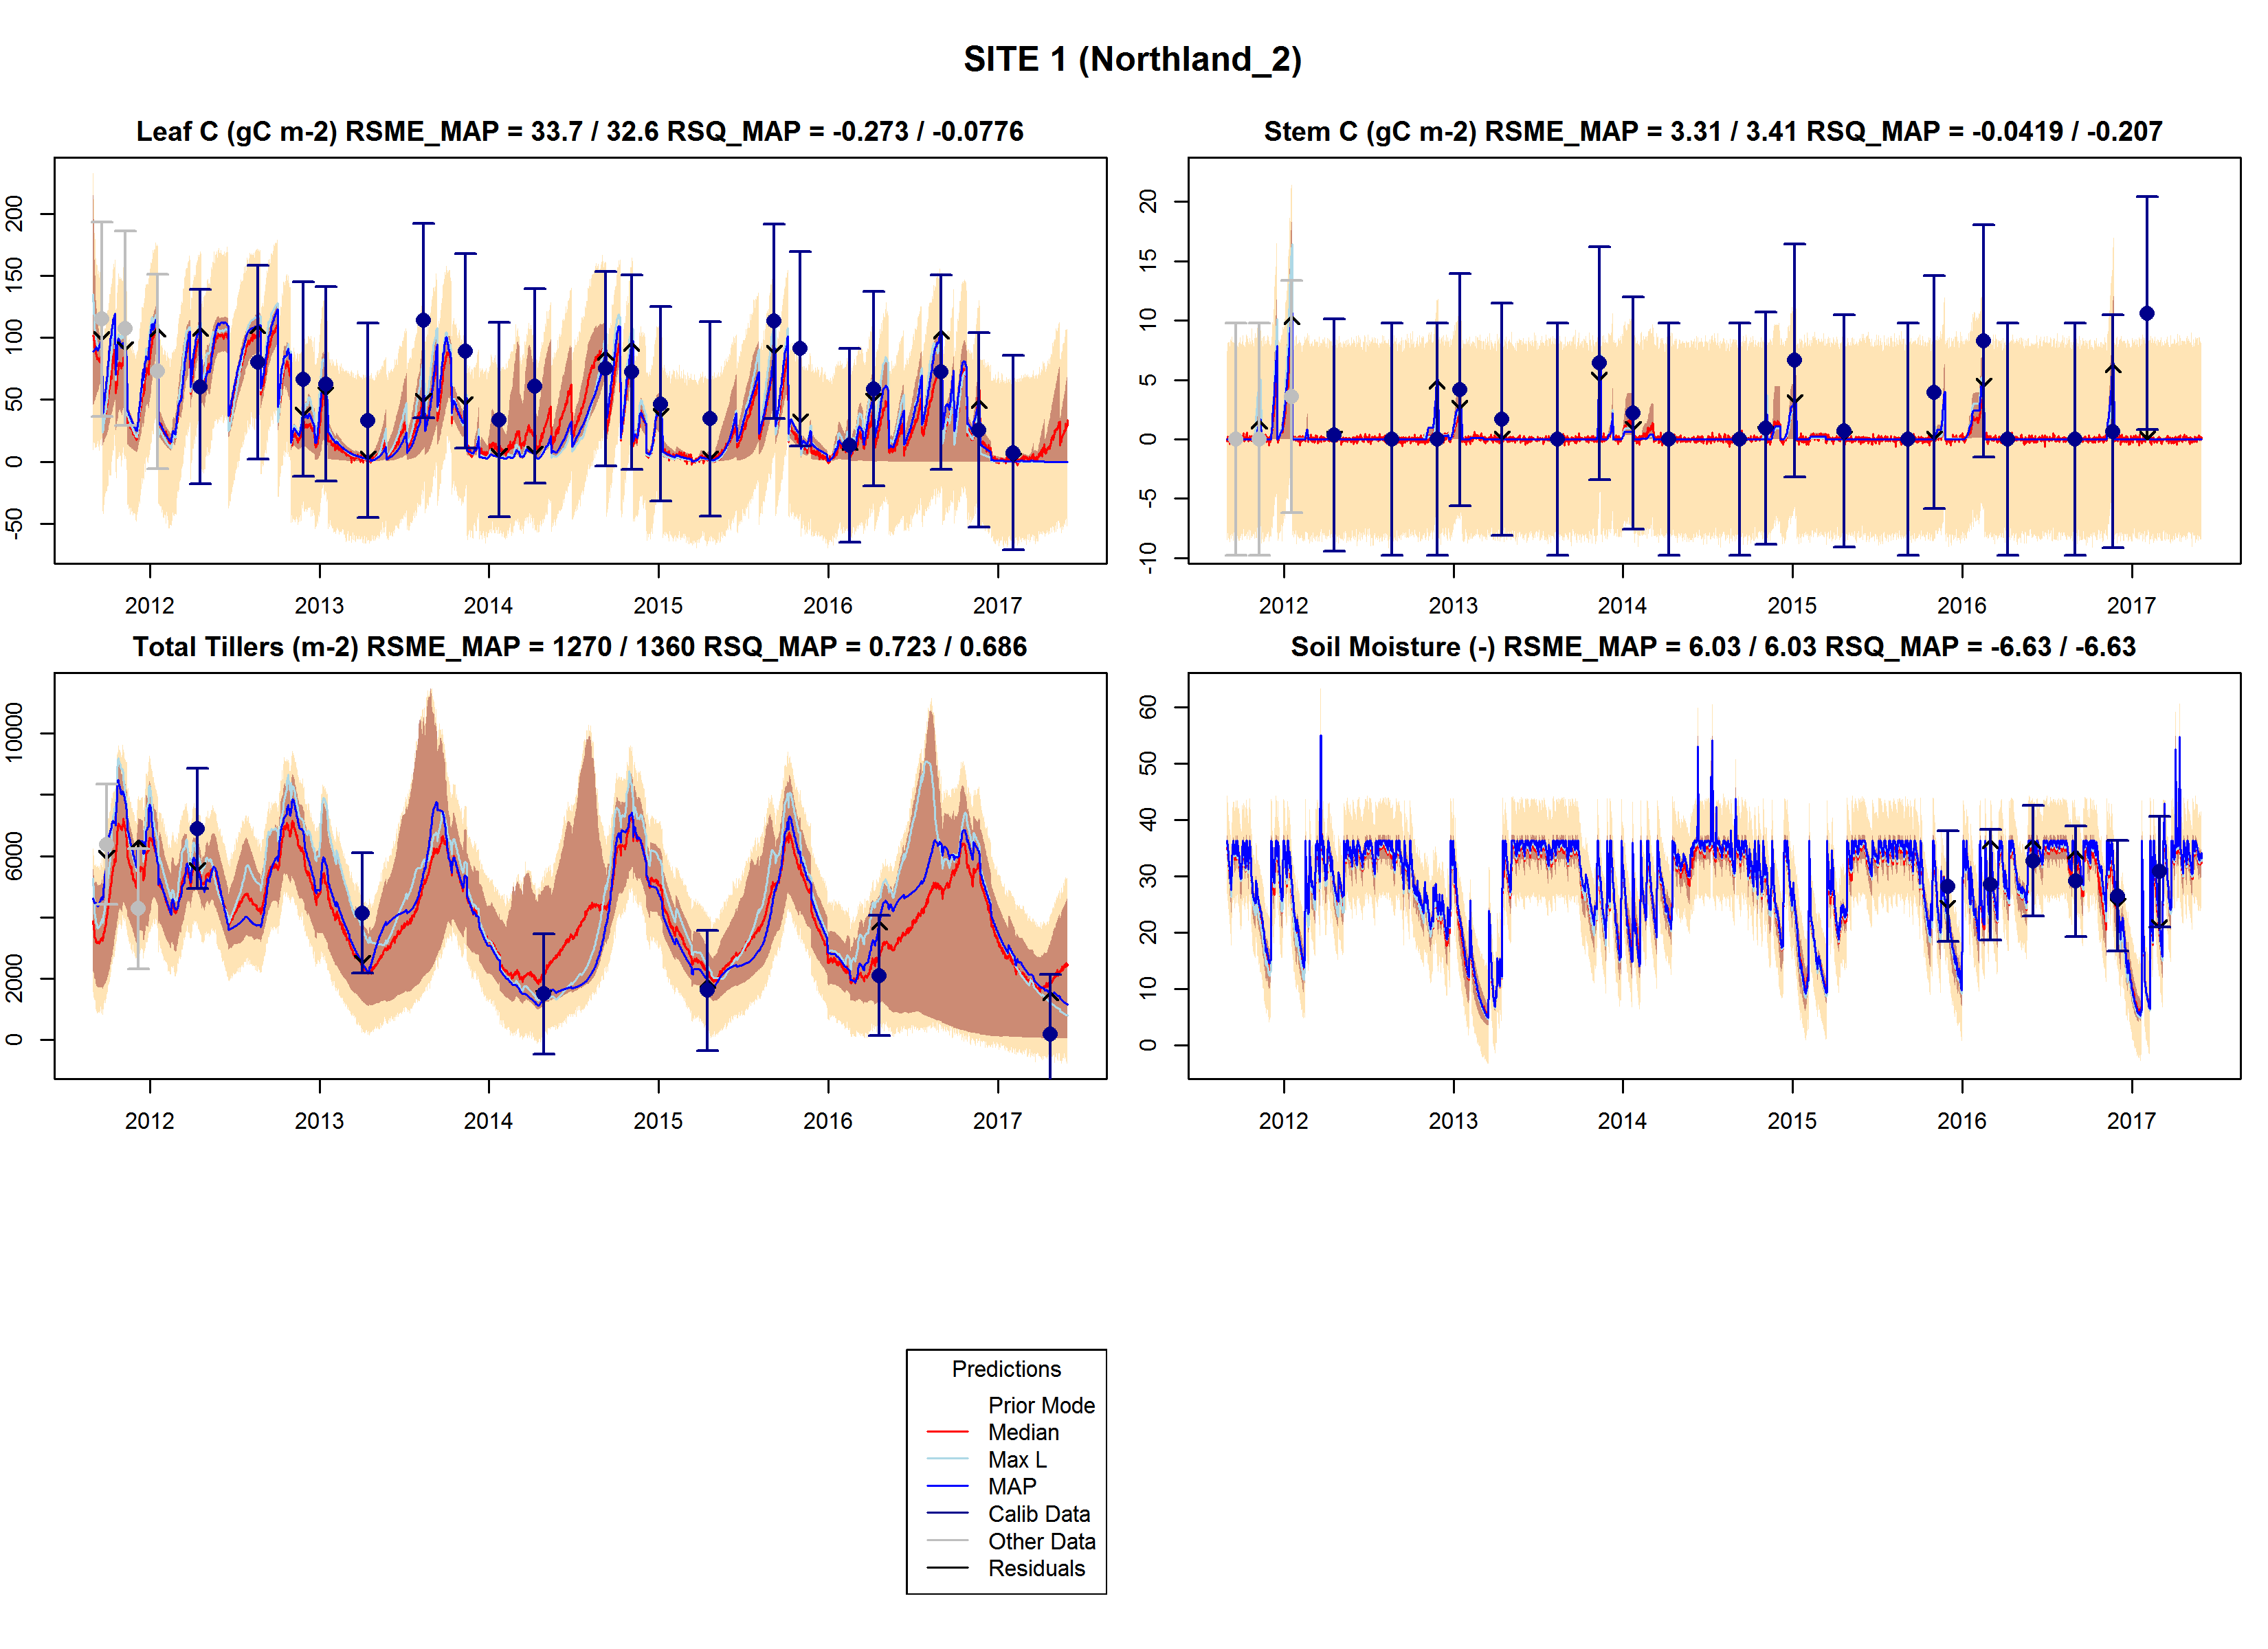 SITE 1 (Northland_2)
Leaf C (gC m-2) RSME_MAP = 33.7 / 32.6 RSQ_MAP = -0.273 / -0.0776
200
150
100
50
0
-50
2012 2013 2014 2015 2016 2017
Stem C (gC m-2) RSME_MAP = 3.31 / 3.41 RSQ_MAP = -0.0419 / -0.207
20
15
10
5
0
-5
-10
2012 2013 2014 2015 2016 2017
Total Tillers (m-2) RSME_MAP = 1270 / 1360 RSQ_MAP = 0.723 / 0.686
10000
6000
2000
0
2012 2013 2014 2015 2016 2017
Soil Moisture (-) RSME_MAP = 6.03 / 6.03 RSQ_MAP = -6.63 / -6.63
60
50
40
30
20
10
0
2012 2013 2014 2015 2016 2017
Predictions
Prior Mode
Median
Max L
MAP
Calib Data
Other Data
Residuals